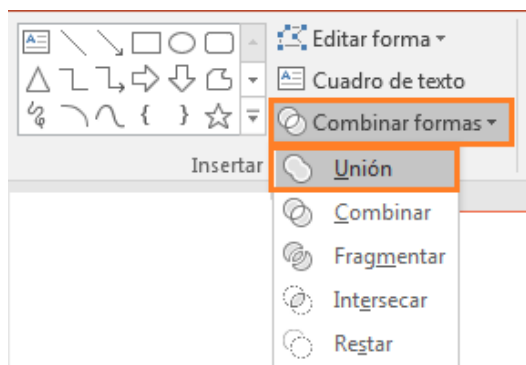 Editar forma
Cuadro de texto
Combinar formas
Insertar
Unión
Combinar
Fragmentar
Intersecar
Restar